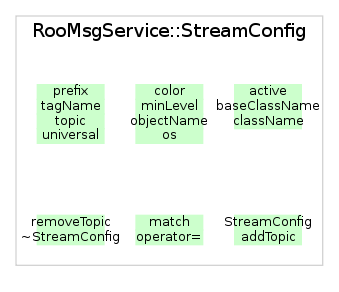 RooMsgService::StreamConfig
prefix
tagName
topic
universal
color
minLevel
objectName
os
active
baseClassName
className
removeTopic
~StreamConfig
match
operator=
StreamConfig
addTopic